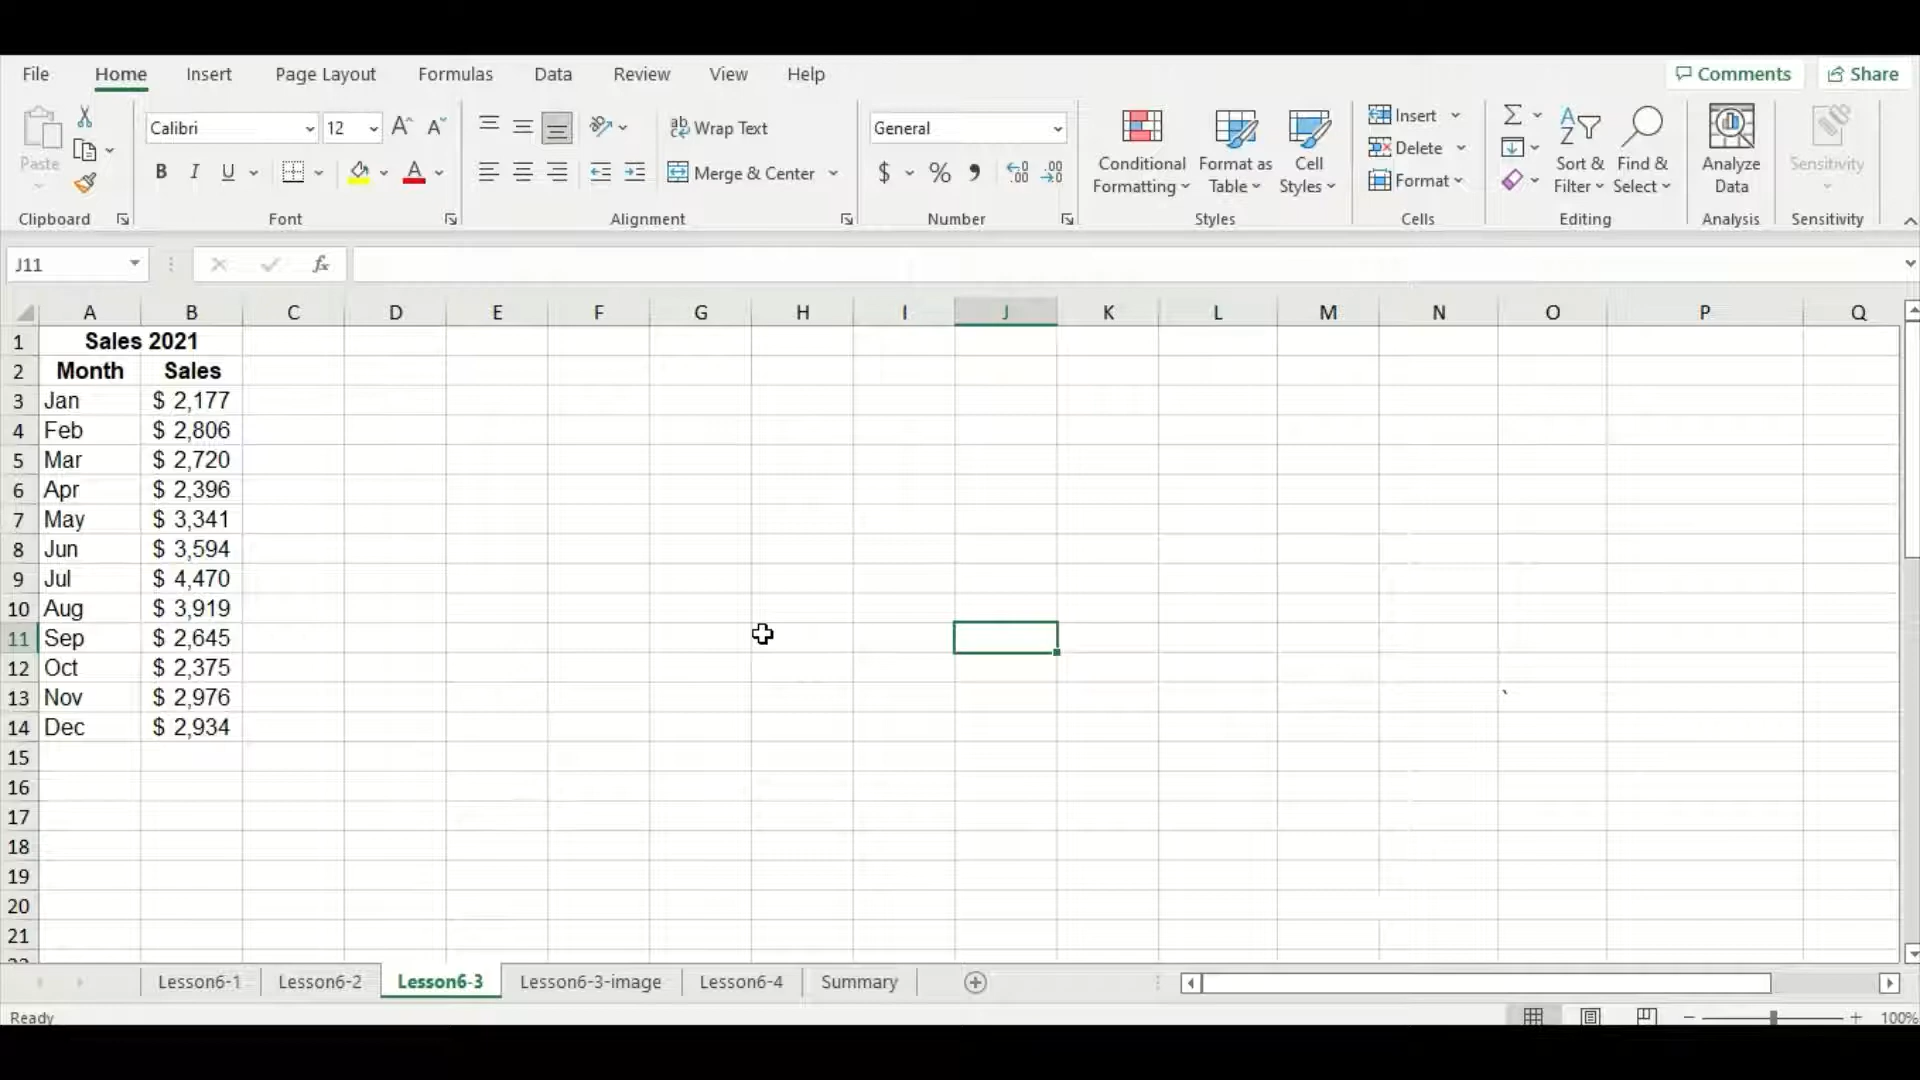 File Home Insert Page Layout Formulas Data Review View Help Comments Share
Calibri 12 Wrap Text General Insert
Paste B I U Merge & Center $ % , Conditional Formatting Format as Table Cell Styles Delete Format Sort & Filter Find & Select Analyze Data Sensitivity
Clipboard Font Alignment Number Styles Cells Editing Analysis Sensitivity
J11 fx
A B C D E F G H I J K L M N O P Q
1 Sales 2021
2 Month Sales
3 Jan $ 2,177
4 Feb $ 2,806
5 Mar $ 2,720
6 Apr $ 2,396
7 May $ 3,341
8 Jun $ 3,594
9 Jul $ 4,470
10 Aug $ 3,919
11 Sep $ 2,645
12 Oct $ 2,375
13 Nov $ 2,976 `
14 Dec $ 2,934
15
16
17
18
19
20
21
Lesson6-1 Lesson6-2 Lesson6-3 Lesson6-3-image Lesson6-4 Summary
Ready 100%